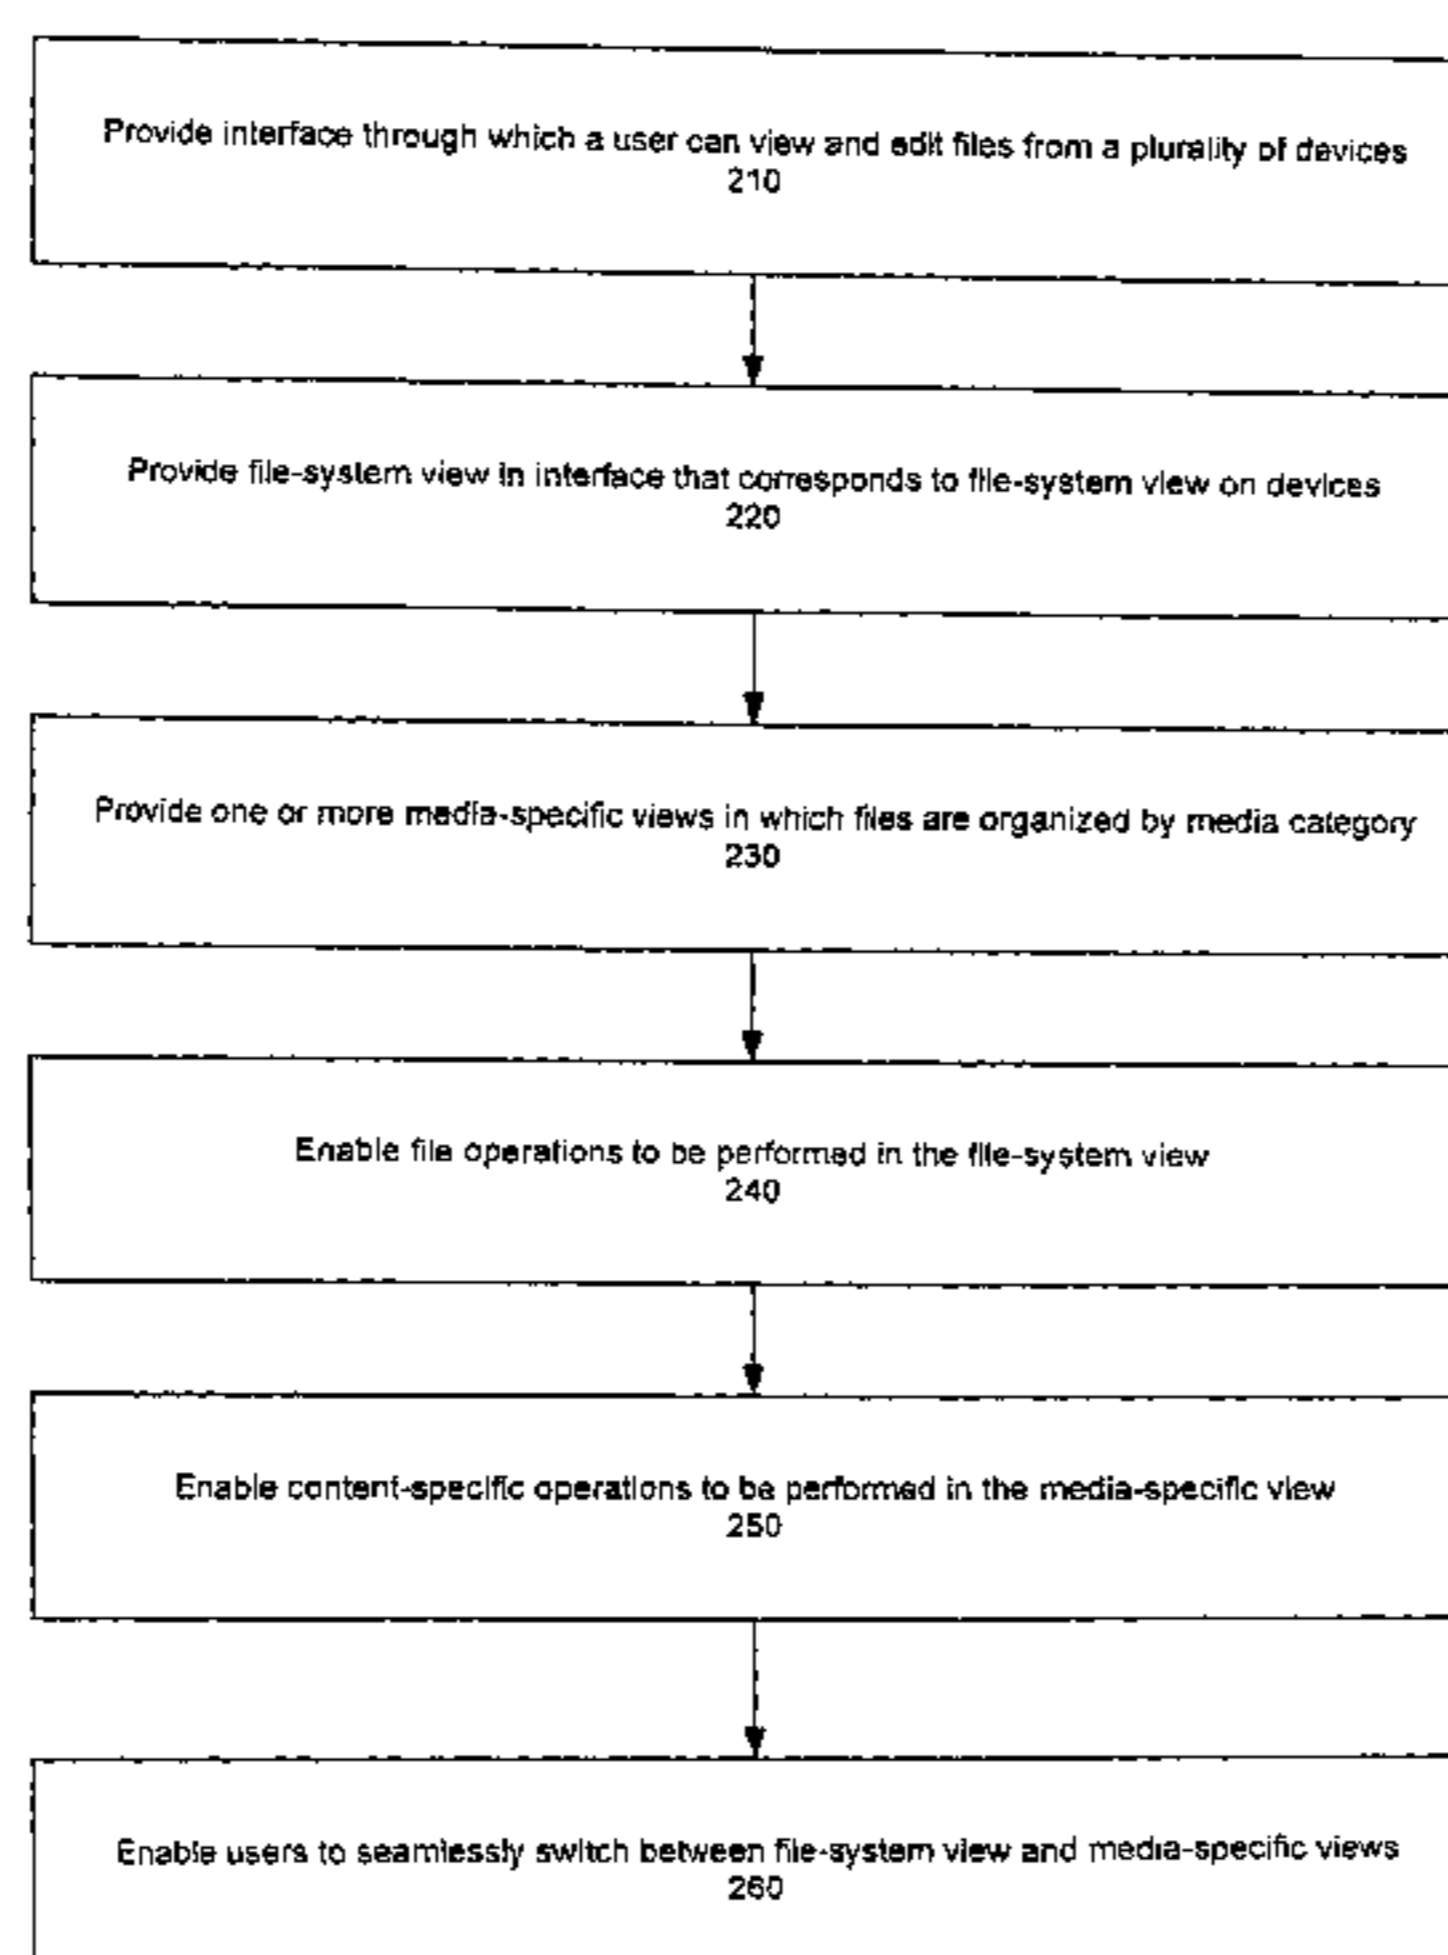 Provide interface through which a user can view and edit files from a plurality of devices
210
Provide file-system view in interface that corresponds to file-system view on devices
220
Provide one or more media-specific views in which files are organized by media category
230
Enable file operations to be performed in the file-system view
240
Enable content-specific operations to be performed in the media-specific view
250
Enable users to seamlessly switch between file-system view and media-specific views
260